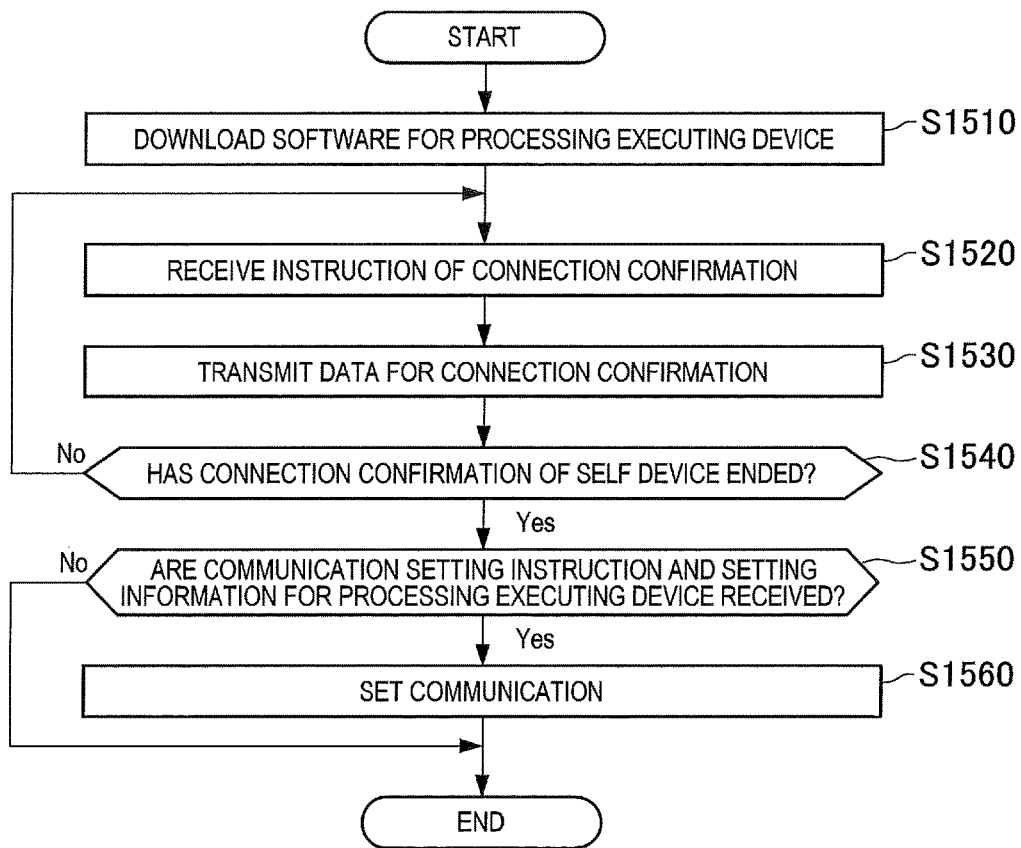 START
DOWNLOAD SOFTWARE FOR PROCESSING EXECUTING DEVICE
S1510
RECEIVE INSTRUCTION OF CONNECTION CONFIRMATION
S1520
TRANSMIT DATA FOR CONNECTION CONFIRMATION
S1530
No
HAS CONNECTION CONFIRMATION OF SELF DEVICE ENDED?
S1540
Yes
No
ARE COMMUNICATION SETTING INSTRUCTION AND SETTING
INFORMATION FOR PROCESSING EXECUTING DEVICE RECEIVED?
S1550
Yes
SET COMMUNICATION
S1560
END